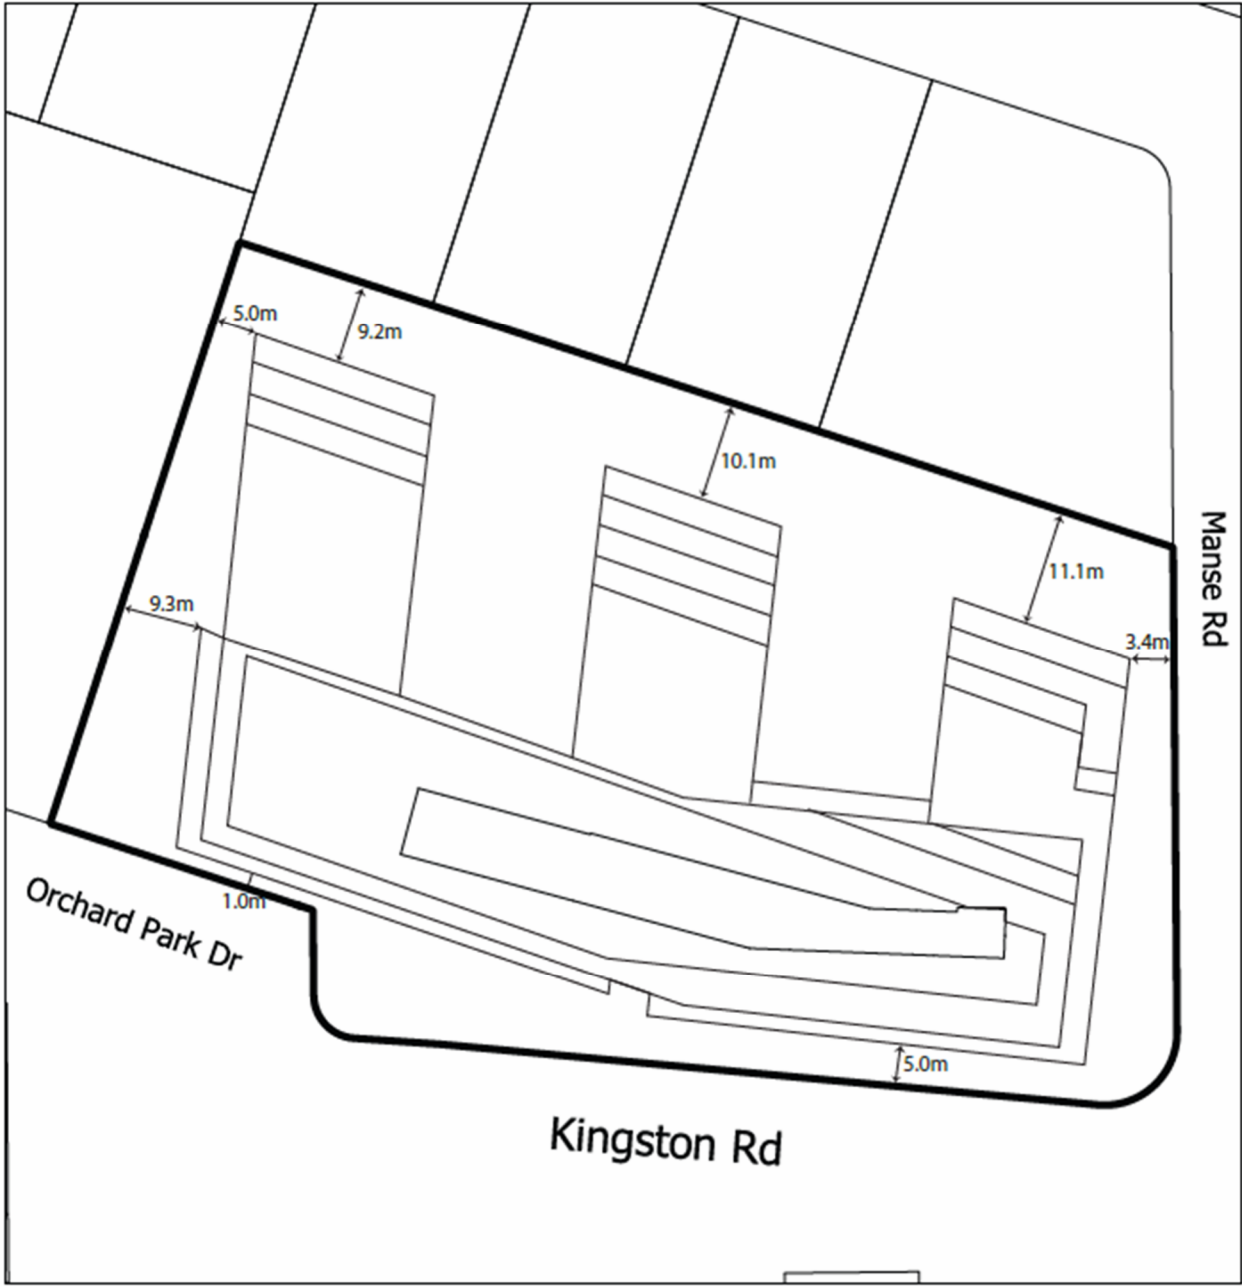 5.0m
9.2m
10.1m
11.1m
Manse Rd
9.3m
3.4m
1.0m
Orchard Park Dr
5.0m
Kingston Rd